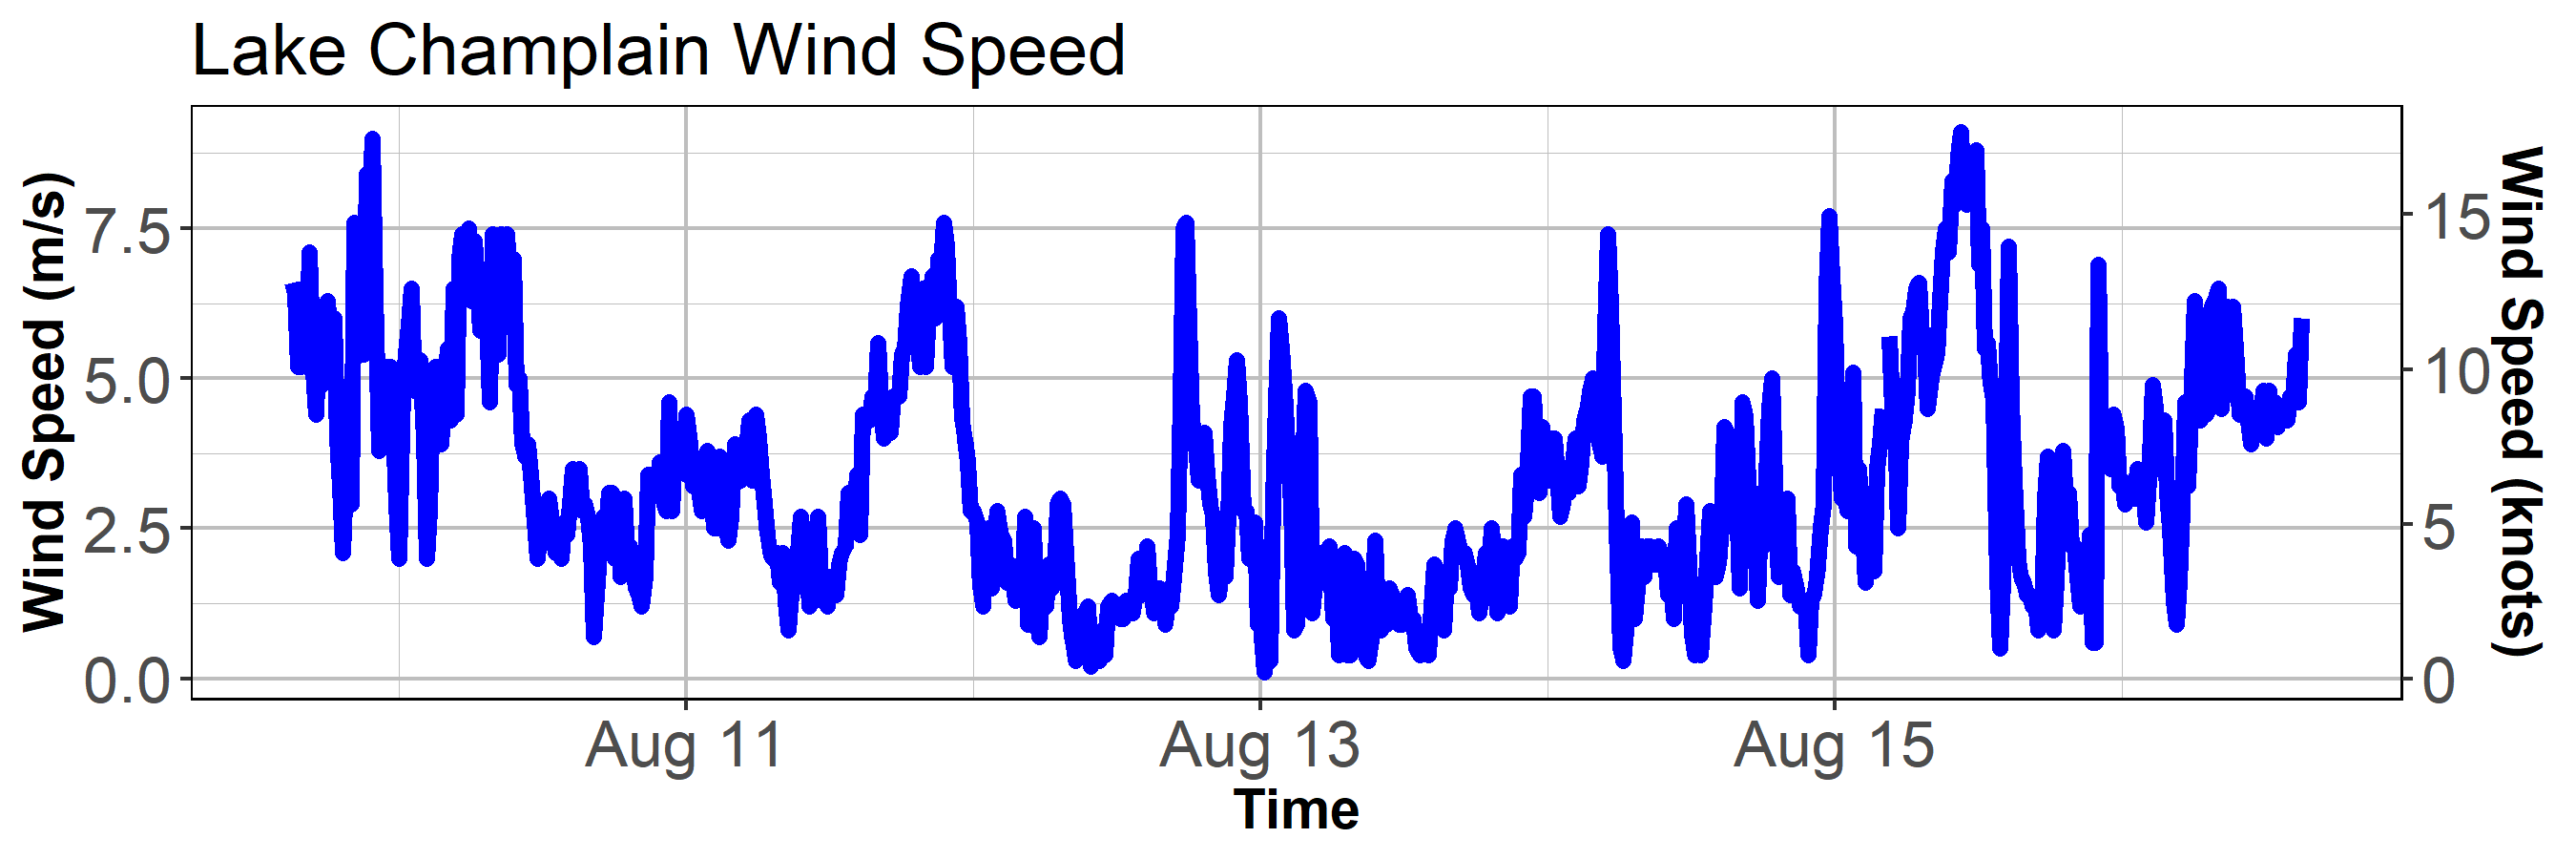 Lake Champlain Wind Speed
Wind Speed (m/s)
7.5
5.0
2.5
0.0
15
10
5
0
Wind Speed (knots)
Aug 11
Aug 13
Aug 15
Time